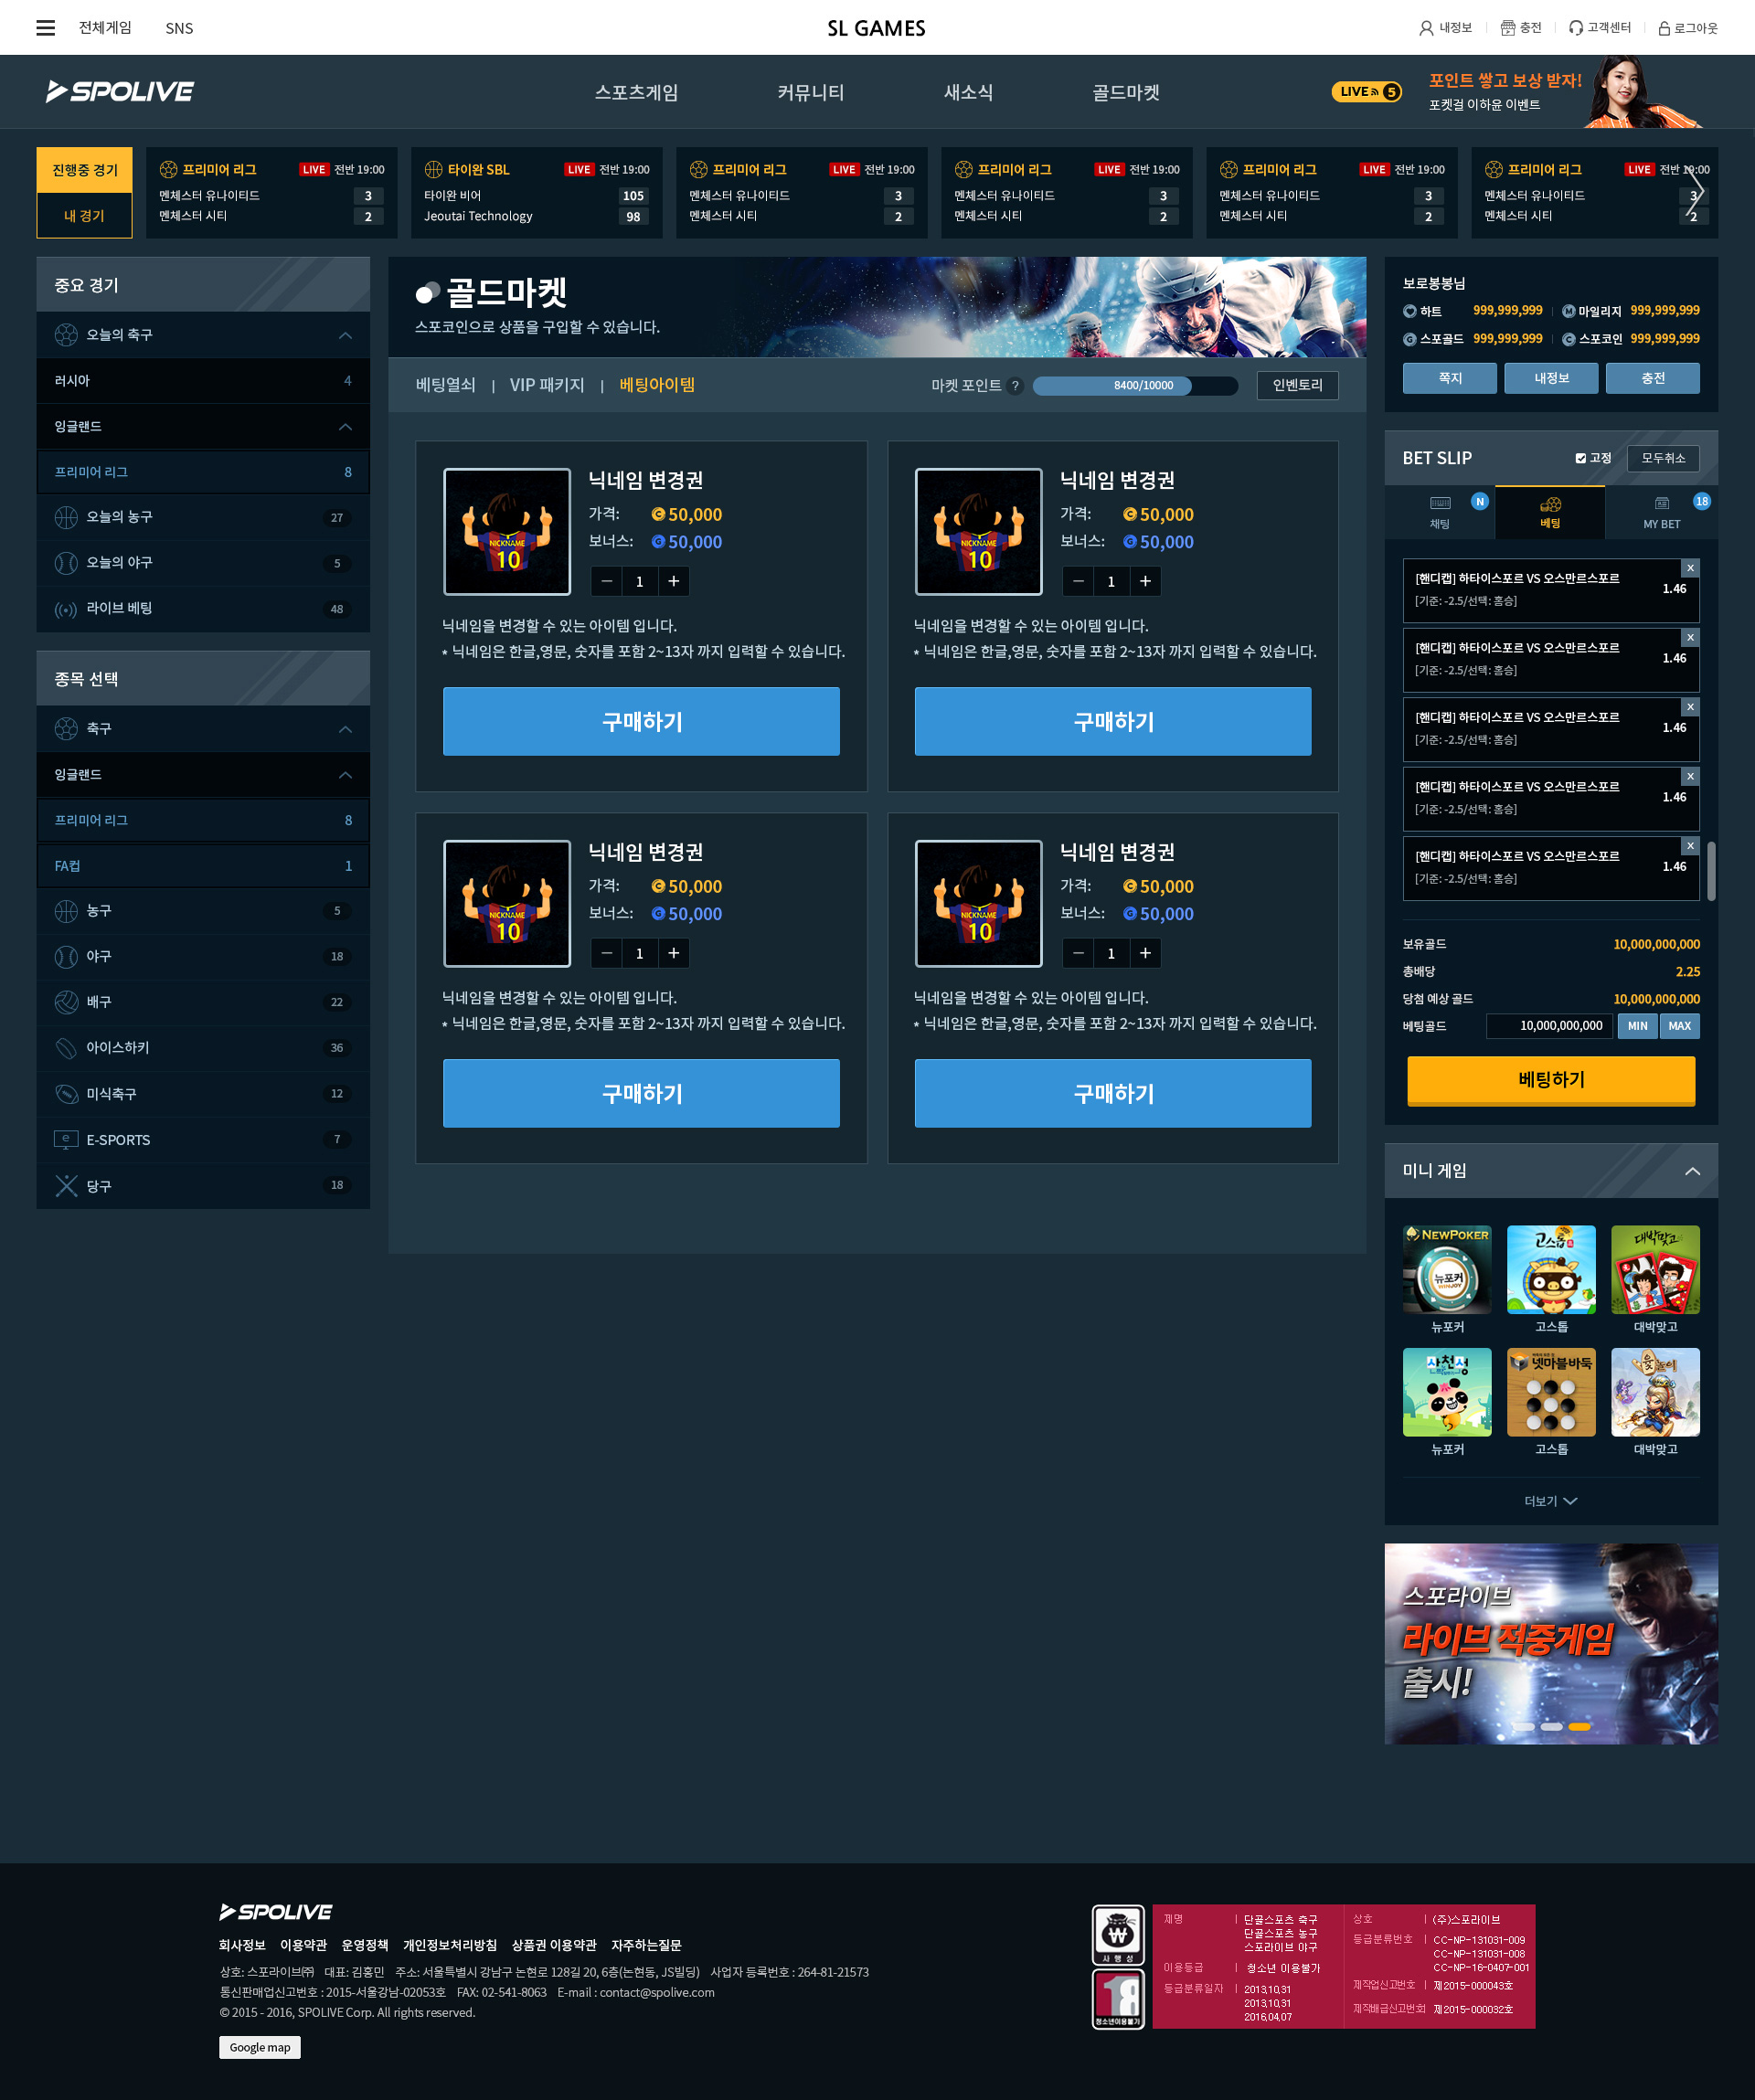 전체게임 SNS
SL GAMES
내정보 충전 고객센터 로그아웃
SPOLIVE
스포츠게임 커뮤니티 새소식 골드마켓
LIVE 5
포인트 쌓고 보상 받자!
포켓걸 이하윤 이벤트
진행중 경기
내 경기
프리미어 리그 LIVE 전반 19:00
멘체스터 유나이티드 3
멘체스터 시티 2
타이완 SBL LIVE 전반 19:00
타이완 비어 105
Jeoutai Technology 98
프리미어 리그 LIVE 전반 19:00
멘체스터 유나이티드 3
멘체스터 시티 2
프리미어 리그 LIVE 전반 19:00
멘체스터 유나이티드 3
멘체스터 시티 2
프리미어 리그 LIVE 전반 19:00
멘체스터 유나이티드 3
멘체스터 시티 2
프리미어 리그 LIVE 전반 19:00
멘체스터 유나이티드 3
멘체스터 시티 2
중요 경기
오늘의 축구
러시아 4
잉글랜드
프리미어 리그 8
오늘의 농구 27
오늘의 야구 5
라이브 베팅 48
종목 선택
축구
잉글랜드
프리미어 리그 8
FA컵 1
농구 5
야구 18
배구 22
아이스하키 36
미식축구 12
E-SPORTS 7
당구 18
골드마켓
스포코인으로 상품을 구입할 수 있습니다.
베팅열쇠 | VIP 패키지 | 베팅아이템
마켓 포인트 ? 8400/10000
인벤토리
NICKNAME
10
닉네임 변경권
가격: C 50,000
보너스: G 50,000
− 1 +
닉네임을 변경할 수 있는 아이템 입니다.
* 닉네임은 한글,영문, 숫자를 포함 2~13자 까지 입력할 수 있습니다.
구매하기
NICKNAME
10
닉네임 변경권
가격: C 50,000
보너스: G 50,000
− 1 +
닉네임을 변경할 수 있는 아이템 입니다.
* 닉네임은 한글,영문, 숫자를 포함 2~13자 까지 입력할 수 있습니다.
구매하기
NICKNAME
10
닉네임 변경권
가격: C 50,000
보너스: G 50,000
− 1 +
닉네임을 변경할 수 있는 아이템 입니다.
* 닉네임은 한글,영문, 숫자를 포함 2~13자 까지 입력할 수 있습니다.
구매하기
NICKNAME
10
닉네임 변경권
가격: C 50,000
보너스: G 50,000
− 1 +
닉네임을 변경할 수 있는 아이템 입니다.
* 닉네임은 한글,영문, 숫자를 포함 2~13자 까지 입력할 수 있습니다.
구매하기
보로봉봉님
하트 999,999,999 M 마일리지 999,999,999
G 스포골드 999,999,999 C 스포코인 999,999,999
쪽지 내정보 충전
BET SLIP 고정 모두취소
채팅 N 베팅 MY BET 18
[핸디캡] 하타이스포르 VS 오스만르스포르 x
1.46
[기준: -2.5/선택: 홈승]
[핸디캡] 하타이스포르 VS 오스만르스포르 x
1.46
[기준: -2.5/선택: 홈승]
[핸디캡] 하타이스포르 VS 오스만르스포르 x
1.46
[기준: -2.5/선택: 홈승]
[핸디캡] 하타이스포르 VS 오스만르스포르 x
1.46
[기준: -2.5/선택: 홈승]
[핸디캡] 하타이스포르 VS 오스만르스포르 x
1.46
[기준: -2.5/선택: 홈승]
보유골드 10,000,000,000
총배당 2.25
당첨 예상 골드 10,000,000,000
베팅골드 10,000,000,000 MIN MAX
베팅하기
미니 게임
NEWPOKER
뉴포커
고스톱
대박맞고
뉴포커 고스톱 대박맞고
사천성
넷마블바둑
윷놀이
뉴포커 고스톱 대박맞고
더보기
스포라이브
라이브 적중게임
출시!
SPOLIVE
회사정보 이용약관 운영정책 개인정보처리방침 상품권 이용약관 자주하는질문
상호: 스포라이브㈜ 대표: 김홍민 주소: 서울특별시 강남구 논현로 128길 20, 6층(논현동, JS빌딩) 사업자 등록번호 : 264-81-21573
통신판매업신고번호 : 2015-서울강남-02053호 FAX: 02-541-8063 E-mail : contact@spolive.com
© 2015 - 2016, SPOLIVE Corp. All rights reserved.
Google map
사행성
18
청소년이용불가
제명 단골스포츠 축구
단골스포츠 농구
스포라이브 야구
이용등급 청소년 이용불가
등급분류일자 2013,10,31
2013,10,31
2016,04,07
상호 (주)스포라이브
등급분류번호 CC-NP-131031-009
CC-NP-131031-008
CC-NP-16-0407-001
제작업신고번호 제2015-000043호
제작배급신고번호 제2015-000032호